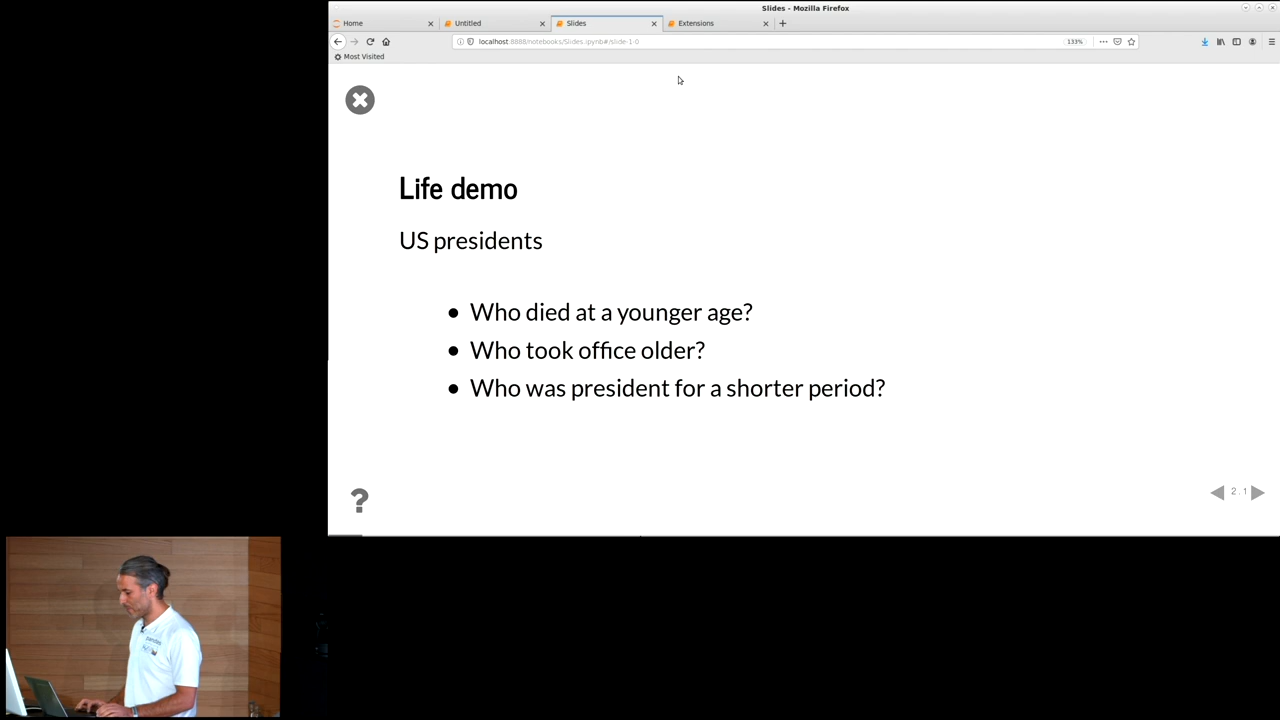 Slides - Mozilla Firefox
Home
Untitled
Slides
Extensions
localhost:8888/notebooks/Slides.ipynb#/slide-1-0
133%
Most Visited
Life demo
US presidents
• Who died at a younger age?
• Who took office older?
• Who was president for a shorter period?
?
2.1
pandas